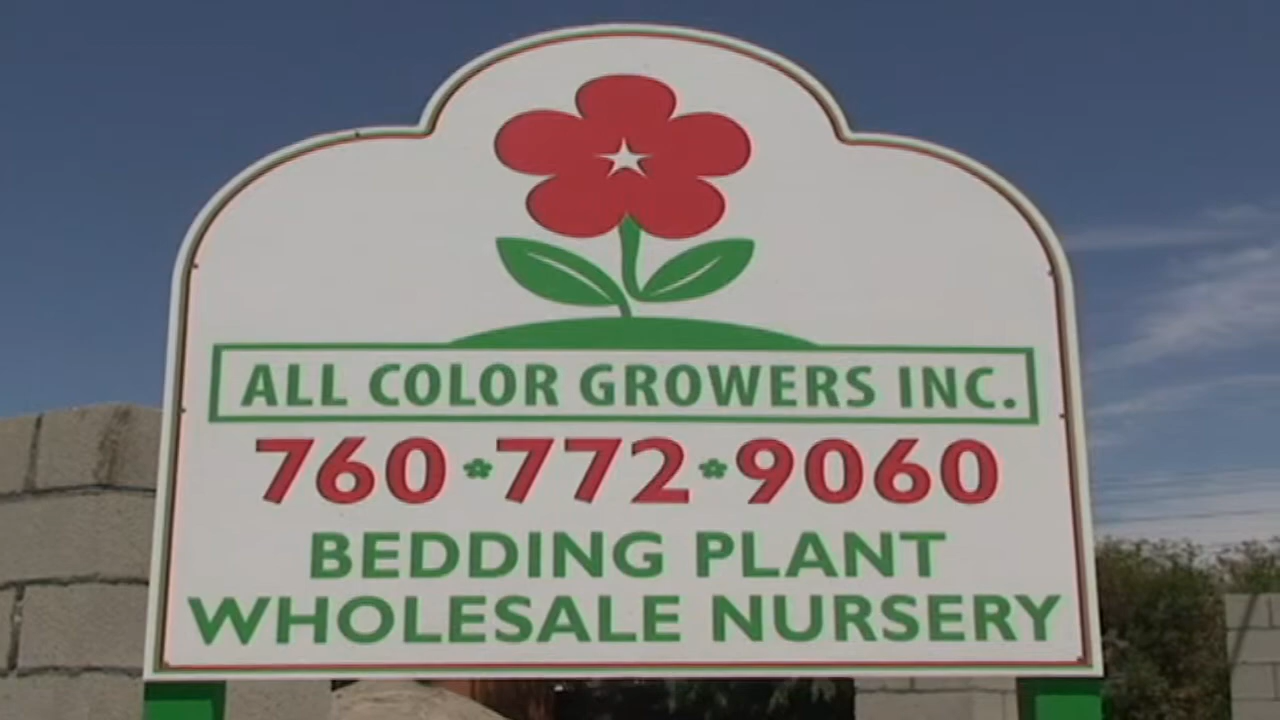 ALL COLOR GROWERS INC.
760 772 9060
BEDDING PLANT
WHOLESALE NURSERY